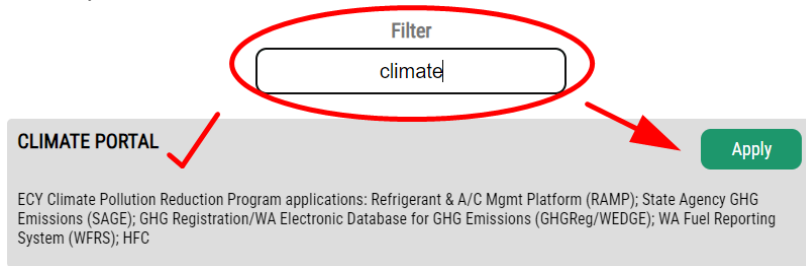 Filter
climate
CLIMATE PORTAL
Apply
ECY Climate Pollution Reduction Program applications: Refrigerant & A/C Mgmt Platform (RAMP); State Agency GHG
Emissions (SAGE); GHG Registration/WA Electronic Database for GHG Emissions (GHGReg/WEDGE); WA Fuel Reporting
System (WFRS); HFC